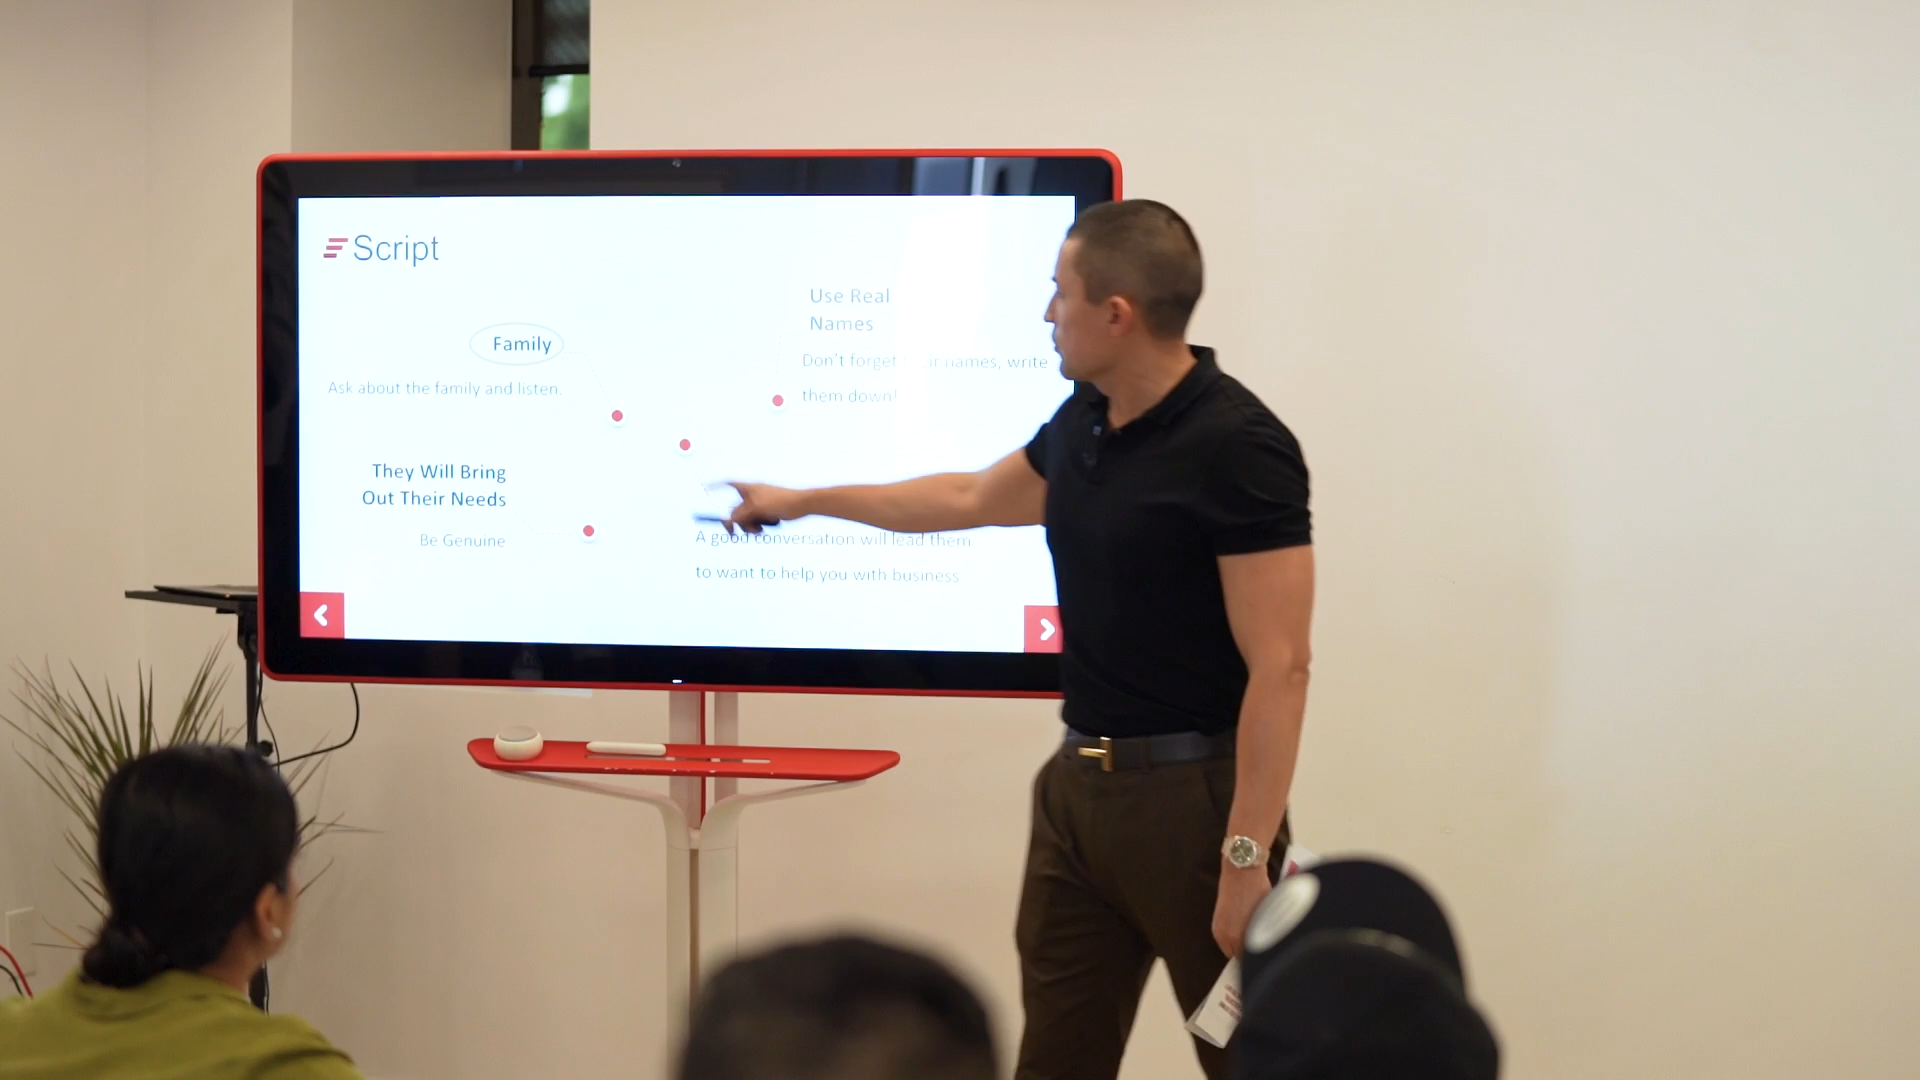 Script
Family
Ask about the family and listen.
They Will Bring
Out Their Needs
Be Genuine
Use Real
Names
Don't forget names, write
them down!
A good conversation will lead them
to want to help you with business